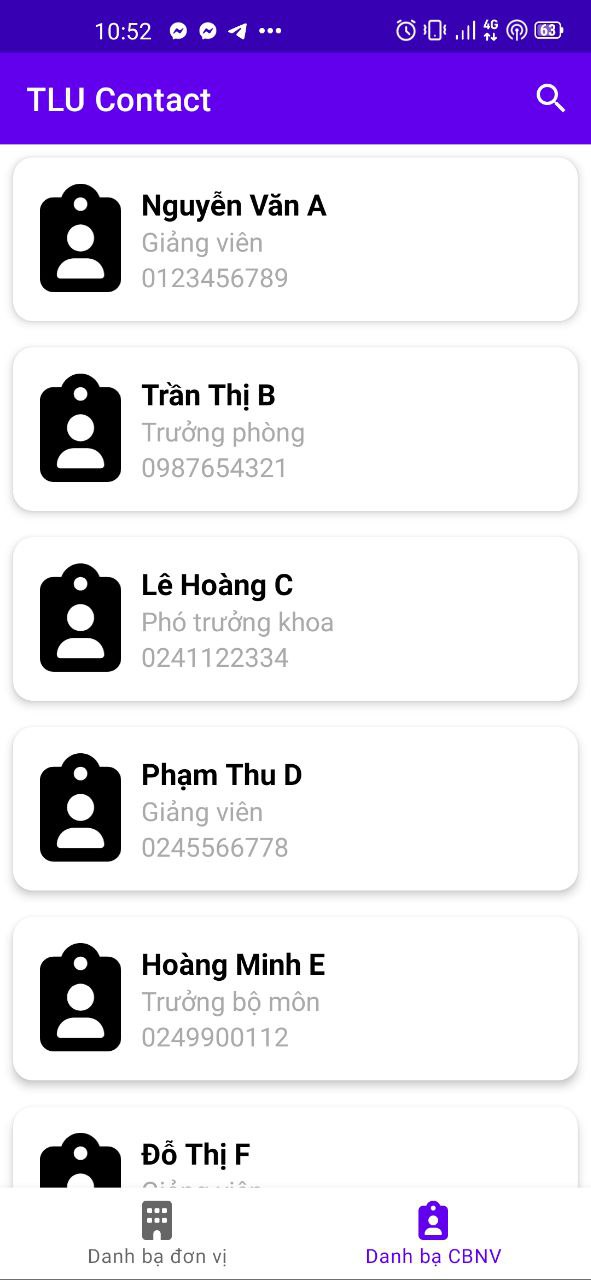 10:52
4G
63
TLU Contact
Nguyễn Văn A
Giảng viên
0123456789
Trần Thị B
Trưởng phòng
0987654321
Lê Hoàng C
Phó trưởng khoa
0241122334
Phạm Thu D
Giảng viên
0245566778
Hoàng Minh E
Trưởng bộ môn
0249900112
Đỗ Thị F
Danh bạ đơn vị
Danh bạ CBNV